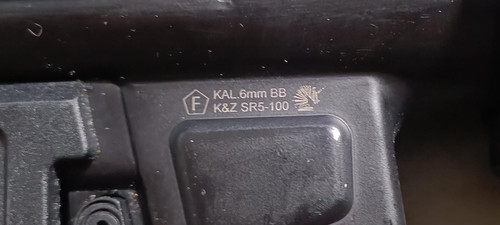 F KAL.6mm BB
K&Z SR5-100